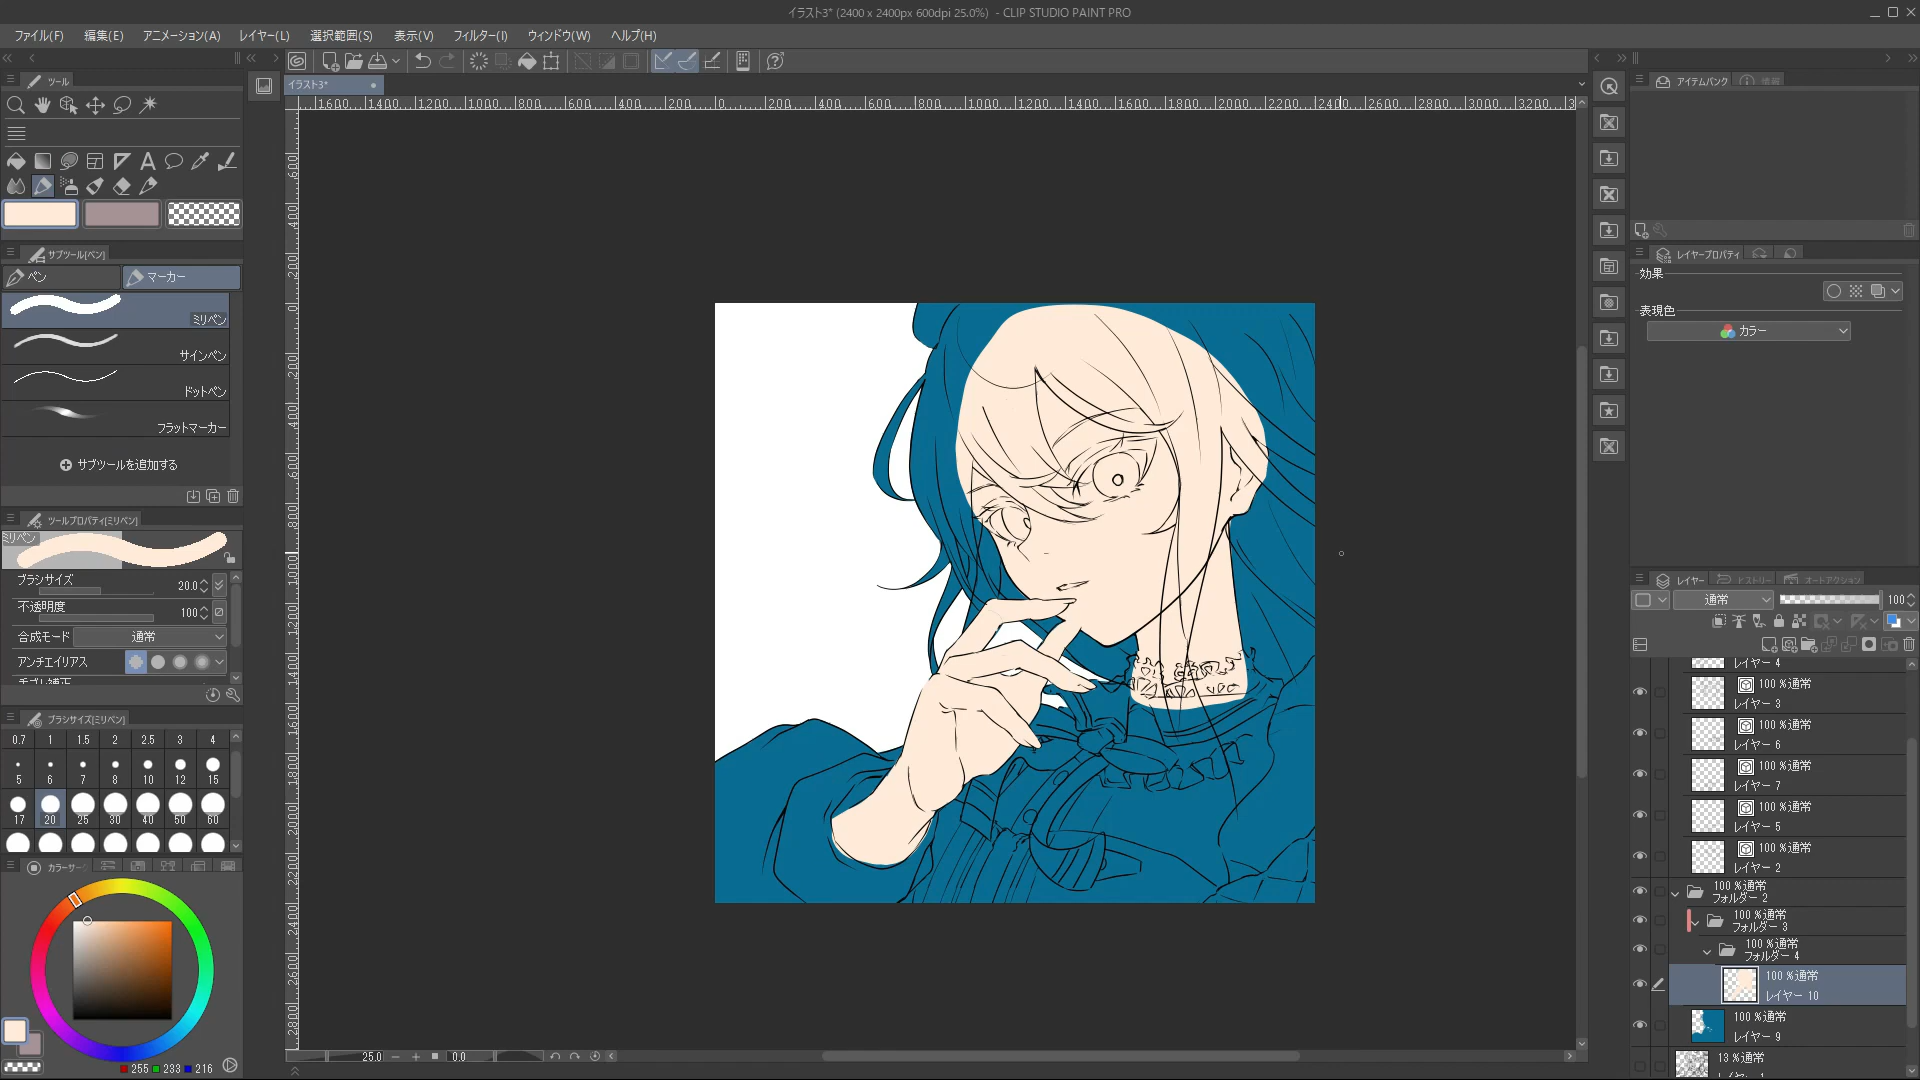 イラスト3* (2400 x 2400px 600dpi 25.0%) - CLIP STUDIO PAINT PRO
ファイル(F) 編集(E) アニメーション(A) レイヤー(L) 選択範囲(S) 表示(V) フィルター(I) ウィンドウ(W) ヘルプ(H)
ツール
イラスト3*
アイテムバンク 情報
サブツール[ペン]
ペン マーカー
ミリペン
サインペン
ドットペン
フラットマーカー
サブツールを追加する
ツールプロパティ[ミリペン]
ミリペン
ブラシサイズ 20.0
不透明度 100
合成モード 通常
アンチエイリアス
手ブレ補正
ブラシサイズ[ミリペン]
0.7 1 1.5 2 2.5 3 4
5 6 7 8 10 12 15
17 20 25 30 40 50 60
カラーサー
255 233 216
25.0 0.0
レイヤープロパティ
効果
表現色
カラー
レイヤー ヒストリー オートアクション
通常 100
レイヤー 4
100 %通常
レイヤー 3
100 %通常
レイヤー 6
100 %通常
レイヤー 7
100 %通常
レイヤー 5
100 %通常
レイヤー 2
100 %通常
フォルダー 2
100 %通常
フォルダー 3
100 %通常
フォルダー 4
100 %通常
レイヤー 10
100 %通常
レイヤー 9
13 %通常
レイヤー 1